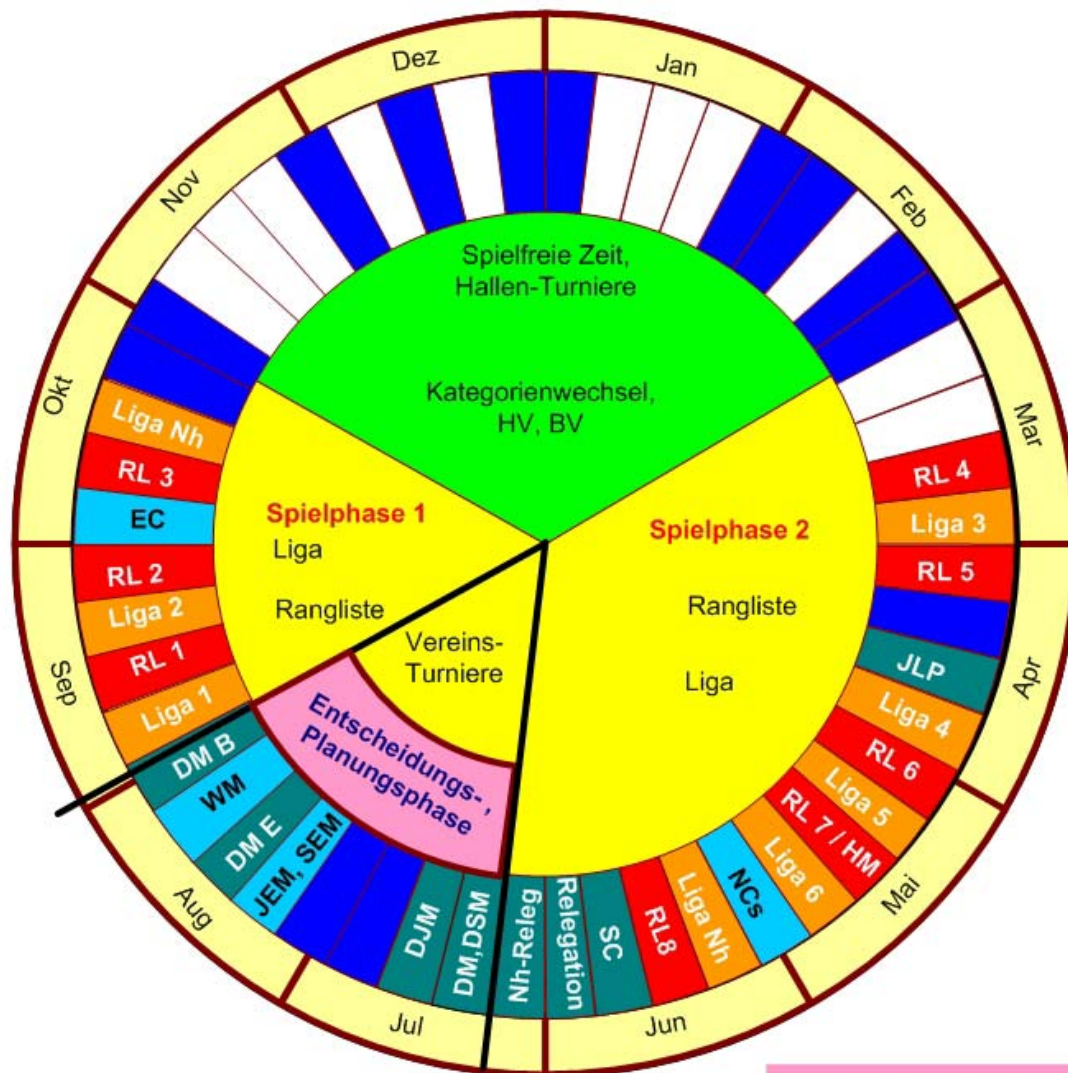 Dez
Jan
Nov
Feb
Okt
Mar
Sep
Apr
Aug
Mai
Jul
Jun
Spielfreie Zeit,
Hallen-Turniere
Kategorienwechsel,
HV, BV
Spielphase 1
Liga
Rangliste
Spielphase 2
Rangliste
Liga
Vereins-
Turniere
Entscheidungs-,
Planungsphase
RL 4
Liga 3
RL 5
JLP
Liga 4
RL 6
Liga 5
RL 7 / HM
Liga 6
NCs
Liga Nh
RL8
SC
Relegation
Nh-Releg
DM,DSM
DJM
JEM, SEM
DM E
WM
DM B
Liga 1
RL 1
Liga 2
RL 2
EC
RL 3
Liga Nh